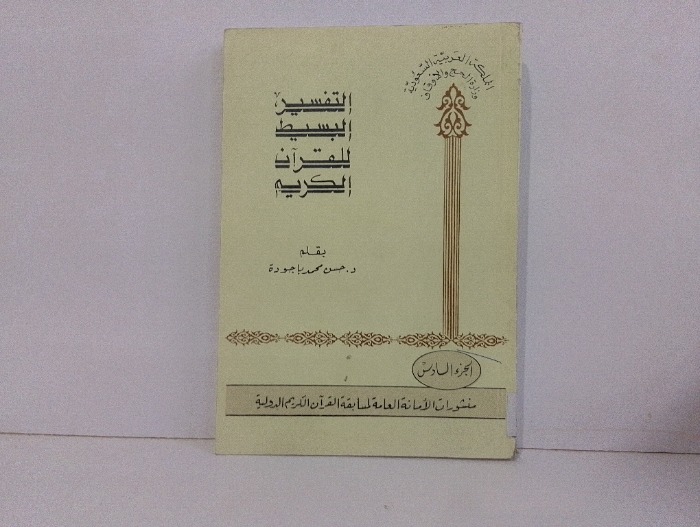 المملكة العربية السعودية
وزارة الحج والأوقاف
التفسير
البسيط
للقرآن
الكريم
بقلم
د. حسن محمد باجودة
الجزء السادس
منشورات الأمانة العامة لمسابقة القرآن الكريم الدولية